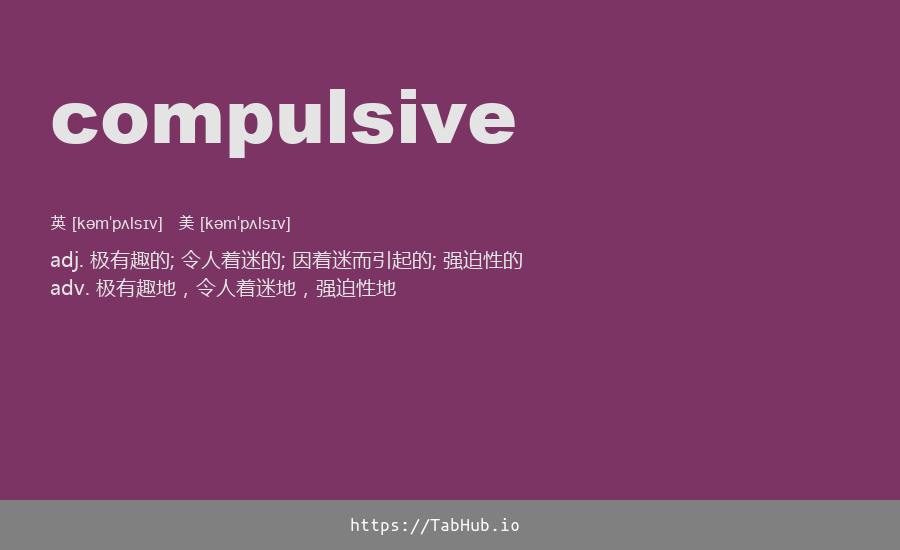 compulsive
英 [kəmˈpʌlsɪv] 美 [kəmˈpʌlsɪv]
adj. 极有趣的; 令人着迷的; 因着迷而引起的; 强迫性的
adv. 极有趣地，令人着迷地，强迫性地
https://TabHub.io